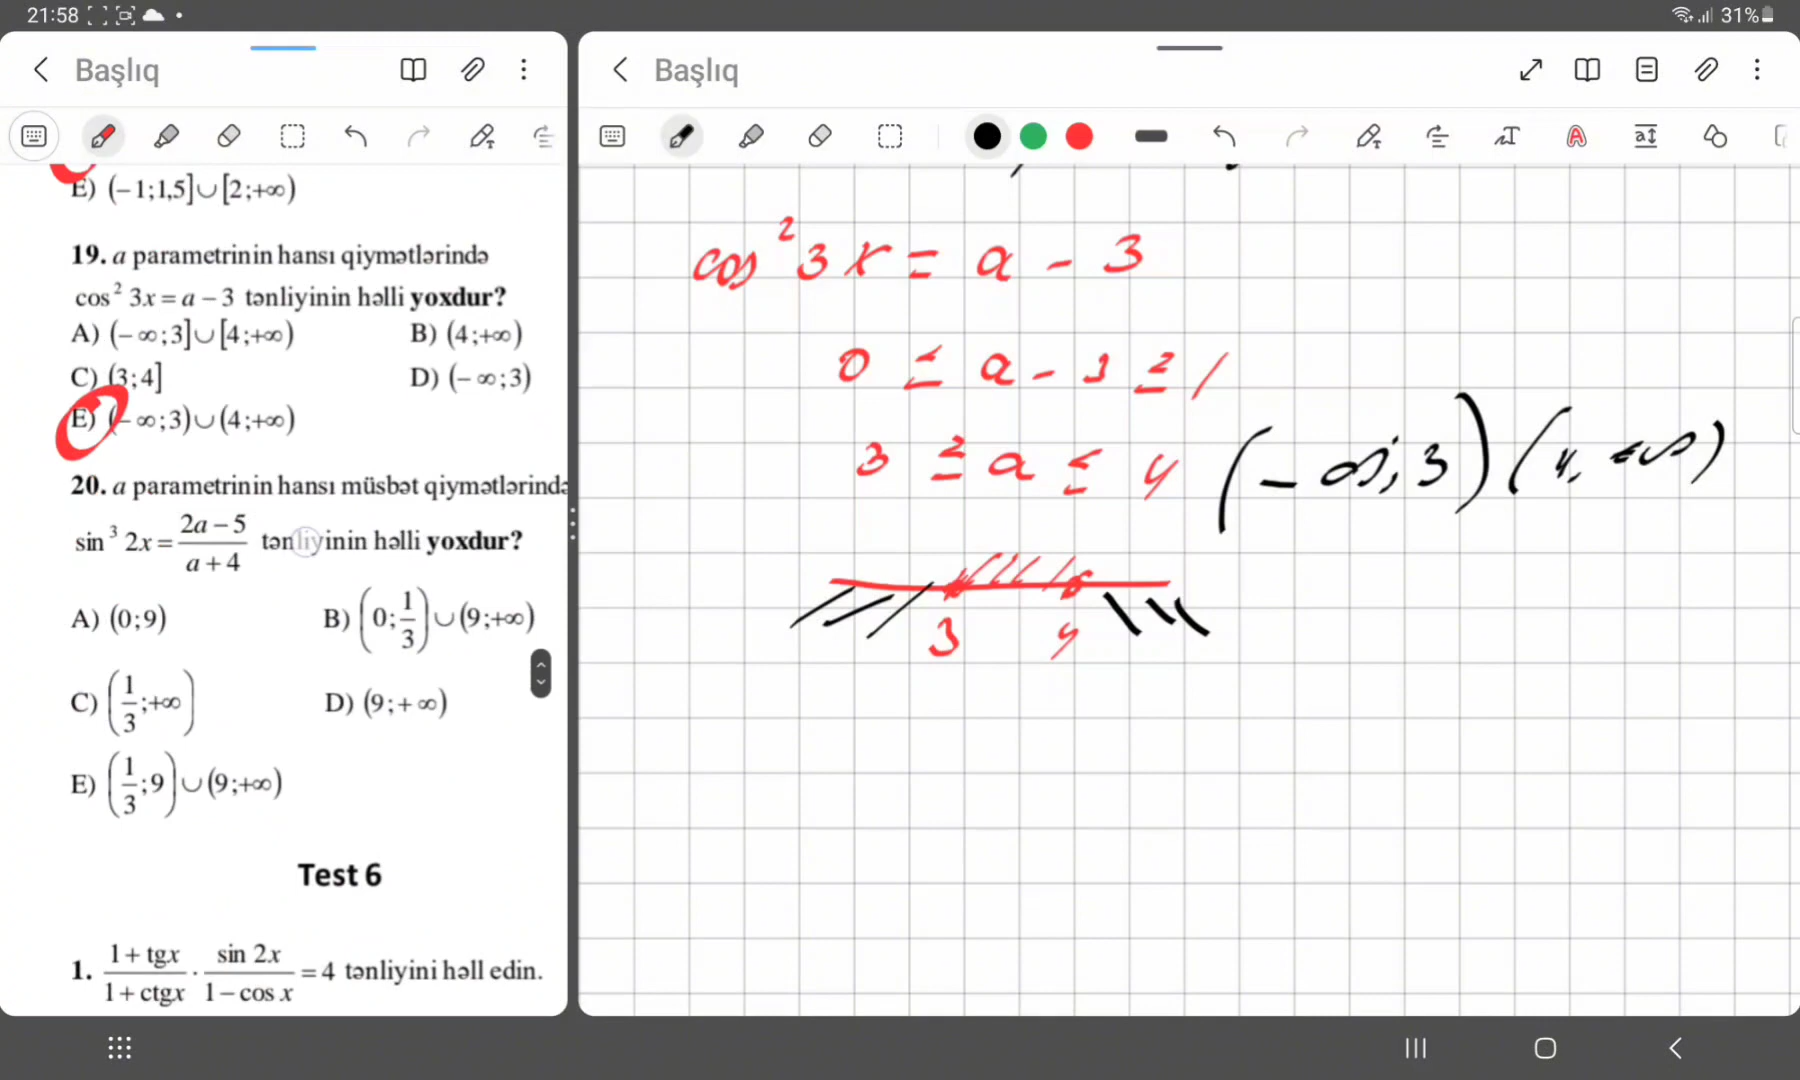 21:58
31%
Başlıq
E) (–1;1,5]∪[2;+∞)
19. a parametrinin hansı qiymətlərində
cos² 3x = a – 3 tənliyinin həlli yoxdur?
A) (–∞;3]∪[4;+∞) B) (4;+∞)
C) (3;4] D) (–∞;3)
E) (–∞;3)∪(4;+∞)
20. a parametrinin hansı müsbət qiymətlərində
sin³ 2x = (2a – 5)/(a + 4) tənliyinin həlli yoxdur?
A) (0;9) B) (0;1/3)∪(9;+∞)
C) (1/3;+∞) D) (9;+∞)
E) (1/3;9)∪(9;+∞)
Test 6
1. (1 + tgx)/(1 + ctgx) · (sin 2x)/(1 – cos x) = 4 tənliyini həll edin.
Başlıq
cos² 3x = a – 3
0 ≤ a – 3 ≤ 1
3 ≤ a ≤ 4 (–∞; 3) (4, +∞)
3 4